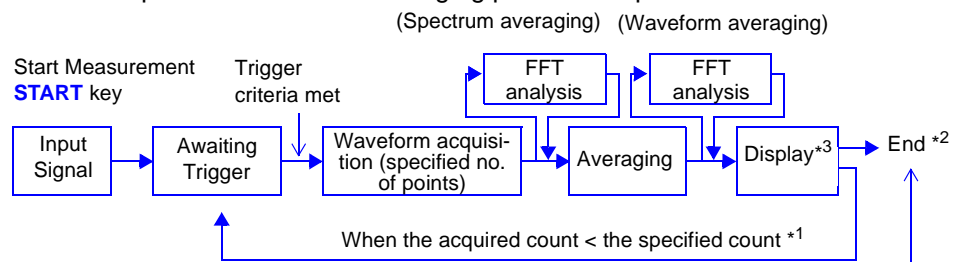 (Spectrum averaging) (Waveform averaging)
Start Measurement
START key
Trigger
criteria met
FFT
analysis
FFT
analysis
Input
Signal
Awaiting
Trigger
Waveform acquisi-
tion (specified no.
of points)
Averaging
Display*3
End *2
When the acquired count < the specified count *1